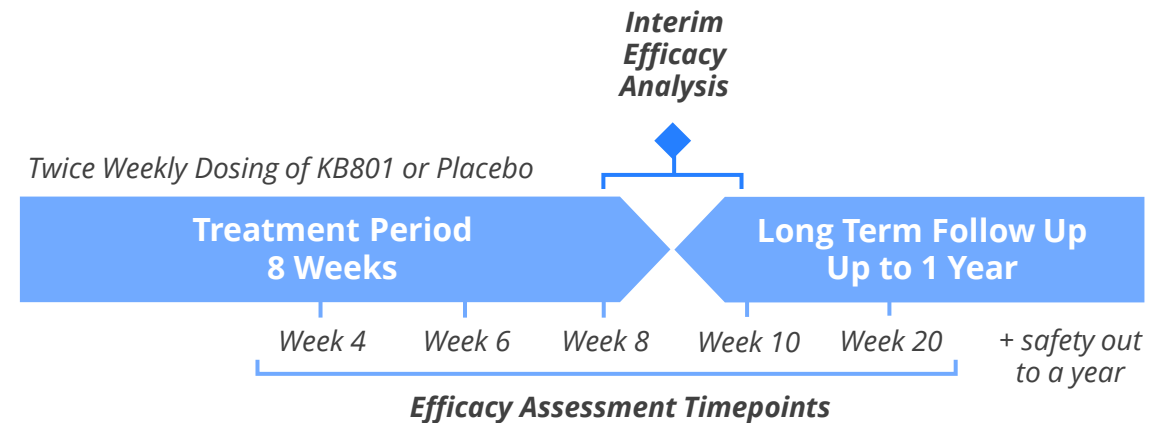 Interim
Efficacy
Analysis
Twice Weekly Dosing of KB801 or Placebo
Treatment Period
8 Weeks
Long Term Follow Up
Up to 1 Year
Week 4
Week 6
Week 8
Week 10
Week 20
+ safety out
to a year
Efficacy Assessment Timepoints